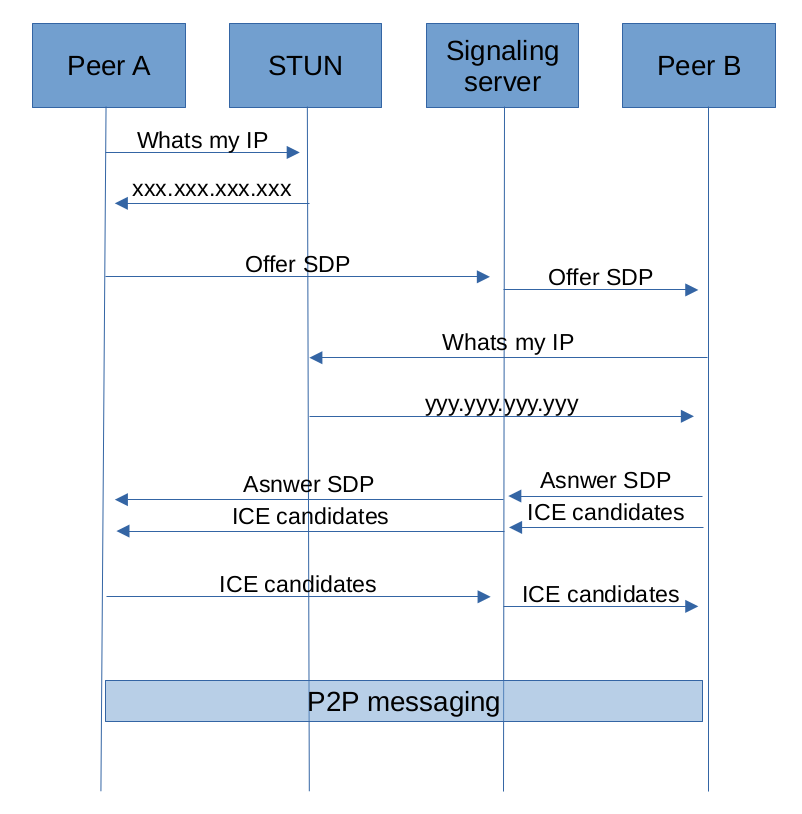 Peer A
STUN
Signaling
server
Peer B
Whats my IP
xxx.xxx.xxx.xxx
Offer SDP
Offer SDP
Whats my IP
yyy.yyy.yyy.yyy
Asnwer SDP
Asnwer SDP
ICE candidates
ICE candidates
ICE candidates
ICE candidates
P2P messaging